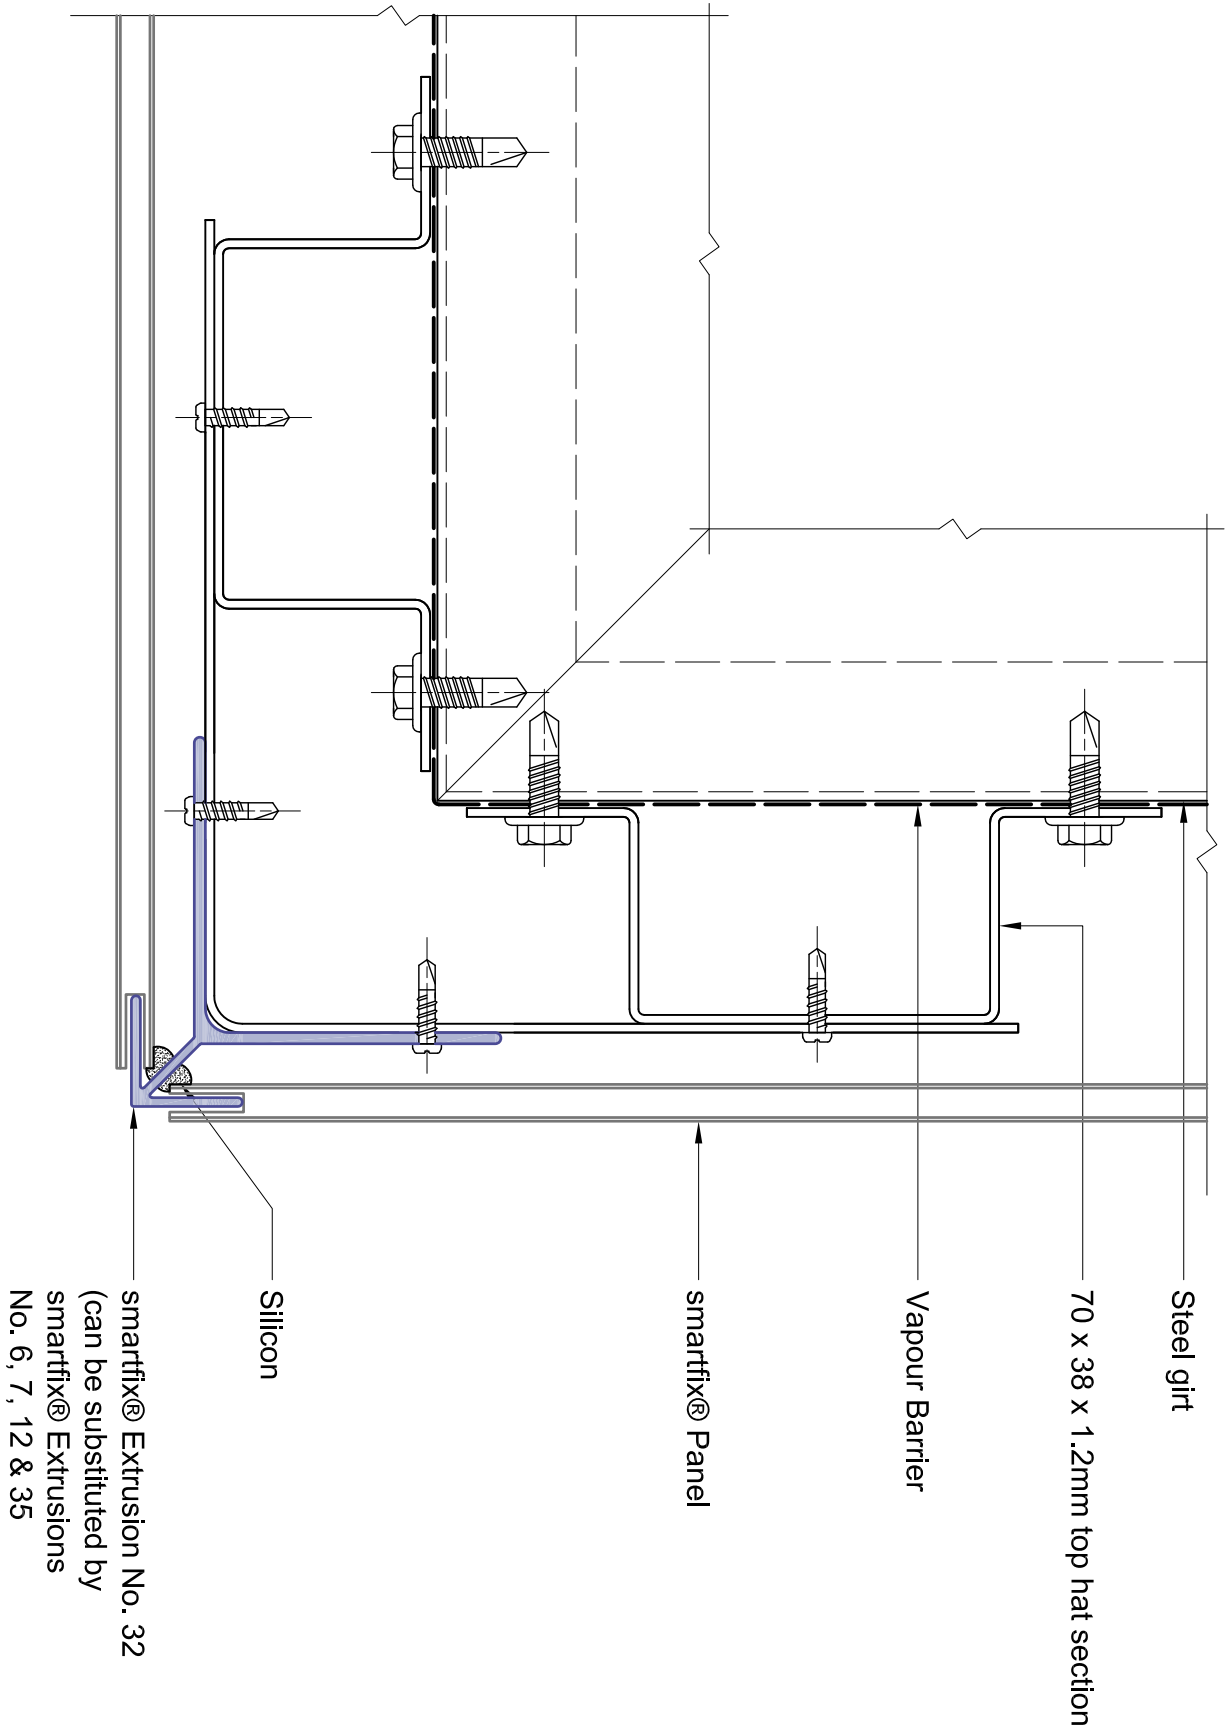 Steel girt
70 x 38 x 1.2mm top hat section
Vapour Barrier
smartfix® Panel
Silicon
smartfix® Extrusion No. 32
(can be substituted by
smartfix® Extrusions
No. 6, 7, 12 & 35